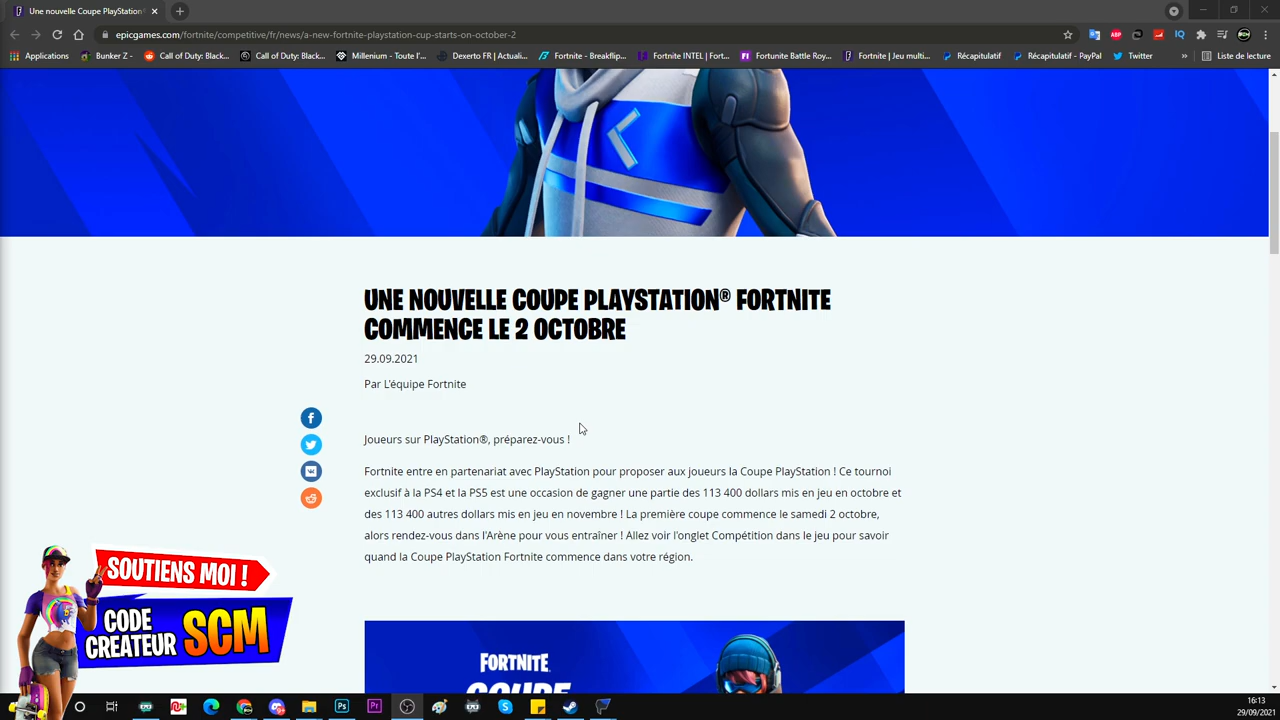 Une nouvelle Coupe PlayStation®
epicgames.com/fortnite/competitive/fr/news/a-new-fortnite-playstation-cup-starts-on-october-2
Applications
Bunker Z -
Call of Duty: Black...
Call of Duty: Black...
Millenium - Toute l'...
Dexerto FR | Actuali...
Fortnite - Breakflip...
Fortnite INTEL | Fort...
Fortunite Battle Roy...
Fortnite | Jeu multi...
Récapitulatif
Récapitulatif - PayPal
Twitter
»
Liste de lecture
UNE NOUVELLE COUPE PLAYSTATION® FORTNITE
COMMENCE LE 2 OCTOBRE
29.09.2021
Par L'équipe Fortnite
Joueurs sur PlayStation®, préparez-vous !
Fortnite entre en partenariat avec PlayStation pour proposer aux joueurs la Coupe PlayStation ! Ce tournoi
exclusif à la PS4 et la PS5 est une occasion de gagner une partie des 113 400 dollars mis en jeu en octobre et
des 113 400 autres dollars mis en jeu en novembre ! La première coupe commence le samedi 2 octobre,
alors rendez-vous dans l'Arène pour vous entraîner ! Allez voir l'onglet Compétition dans le jeu pour savoir
quand la Coupe PlayStation Fortnite commence dans votre région.
SOUTIENS MOI !
CODE
CREATEUR SCM
FORTNITE
COUPE
16:13
29/09/2021